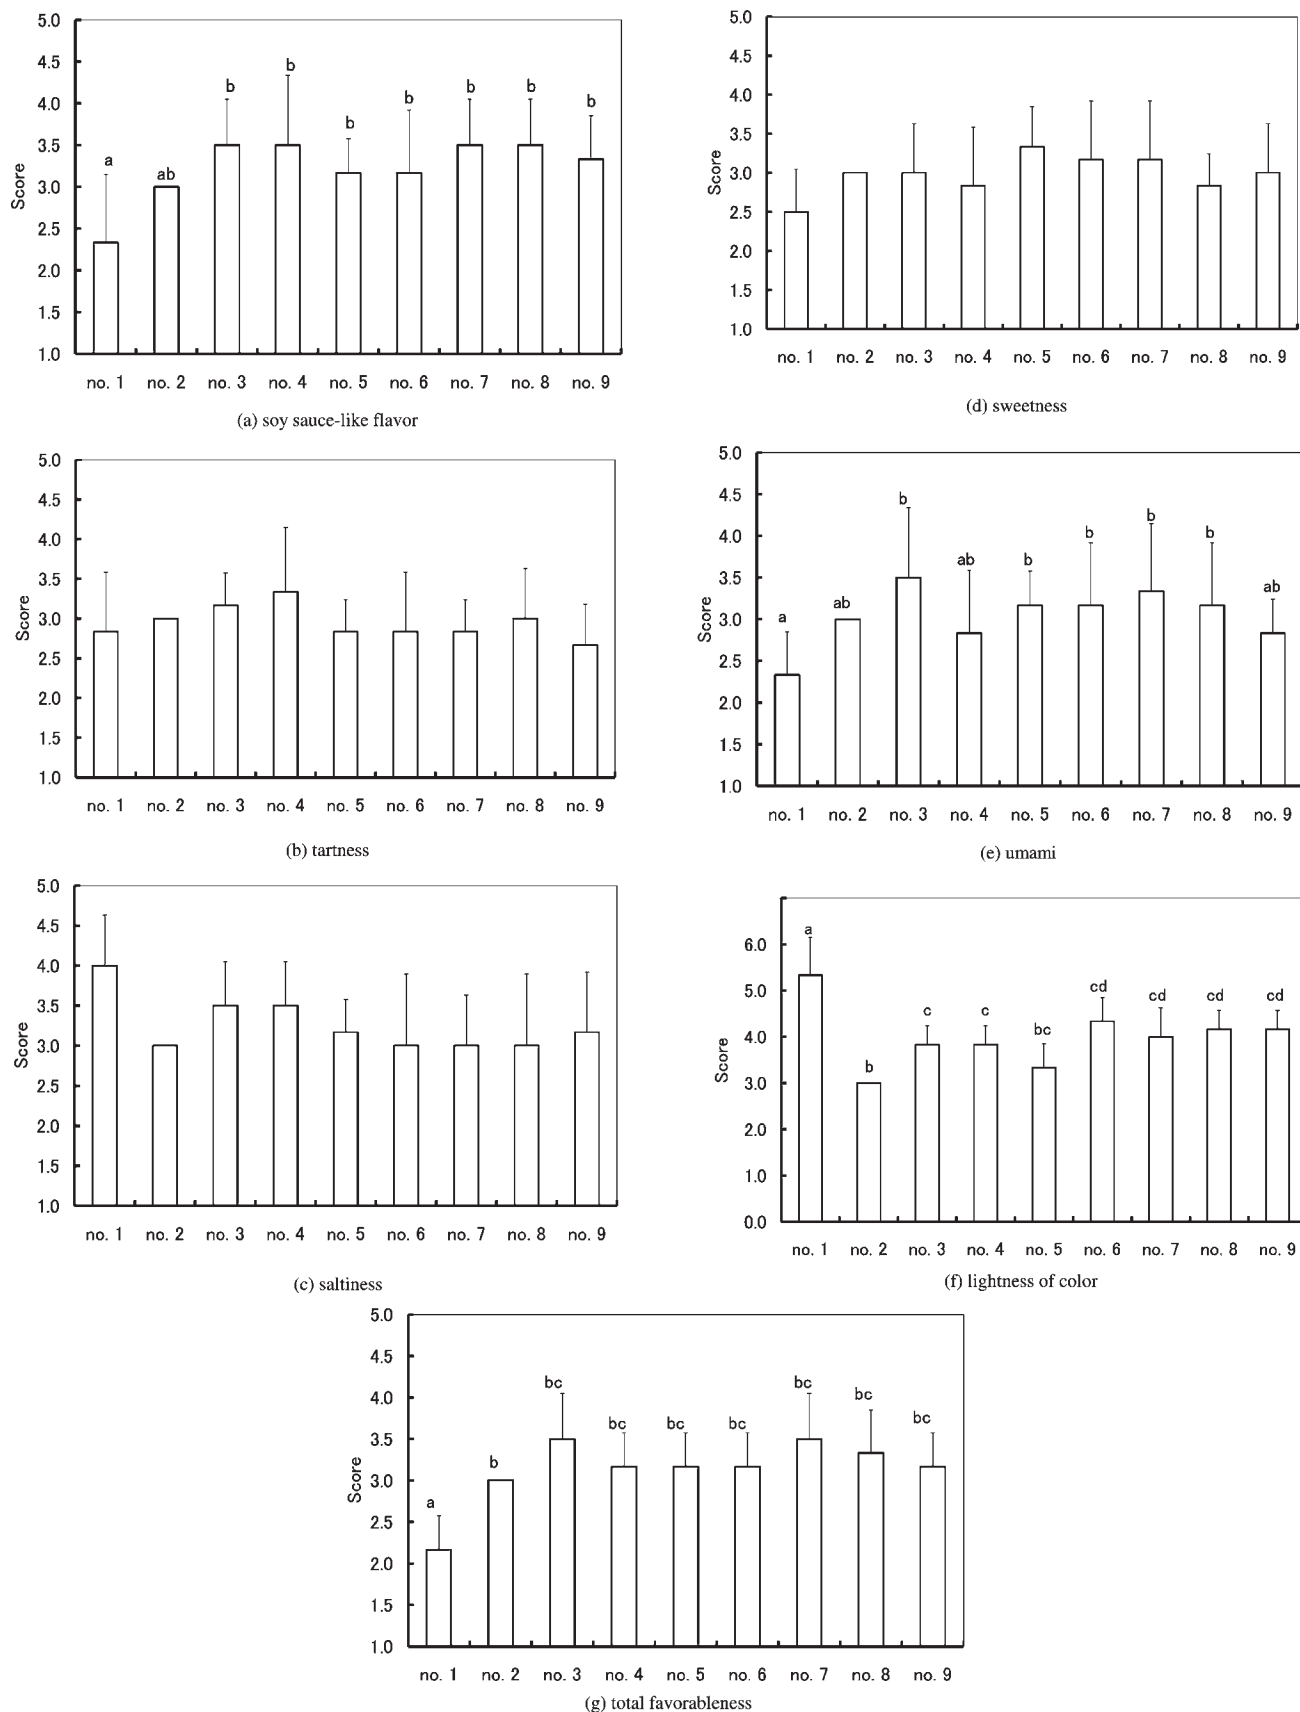 5.0
4.5
4.0
3.5
3.0
2.5
2.0
1.5
1.0
Score
a
ab
b
b
b
b
b
b
b
no. 1 no. 2 no. 3 no. 4 no. 5 no. 6 no. 7 no. 8 no. 9
(a) soy sauce-like flavor
5.0
4.5
4.0
3.5
3.0
2.5
2.0
1.5
1.0
Score
no. 1 no. 2 no. 3 no. 4 no. 5 no. 6 no. 7 no. 8 no. 9
(d) sweetness
5.0
4.5
4.0
3.5
3.0
2.5
2.0
1.5
1.0
Score
no. 1 no. 2 no. 3 no. 4 no. 5 no. 6 no. 7 no. 8 no. 9
(b) tartness
5.0
4.5
4.0
3.5
3.0
2.5
2.0
1.5
1.0
Score
a
ab
b
ab
b
b
b
b
ab
no. 1 no. 2 no. 3 no. 4 no. 5 no. 6 no. 7 no. 8 no. 9
(e) umami
5.0
4.5
4.0
3.5
3.0
2.5
2.0
1.5
1.0
Score
no. 1 no. 2 no. 3 no. 4 no. 5 no. 6 no. 7 no. 8 no. 9
(c) saltiness
6.0
5.0
4.0
3.0
2.0
1.0
0.0
Score
a
b
c
c
bc
cd
cd
cd
cd
no. 1 no. 2 no. 3 no. 4 no. 5 no. 6 no. 7 no. 8 no. 9
(f) lightness of color
5.0
4.5
4.0
3.5
3.0
2.5
2.0
1.5
1.0
Score
a
b
bc
bc
bc
bc
bc
bc
bc
no. 1 no. 2 no. 3 no. 4 no. 5 no. 6 no. 7 no. 8 no. 9
(g) total favorableness